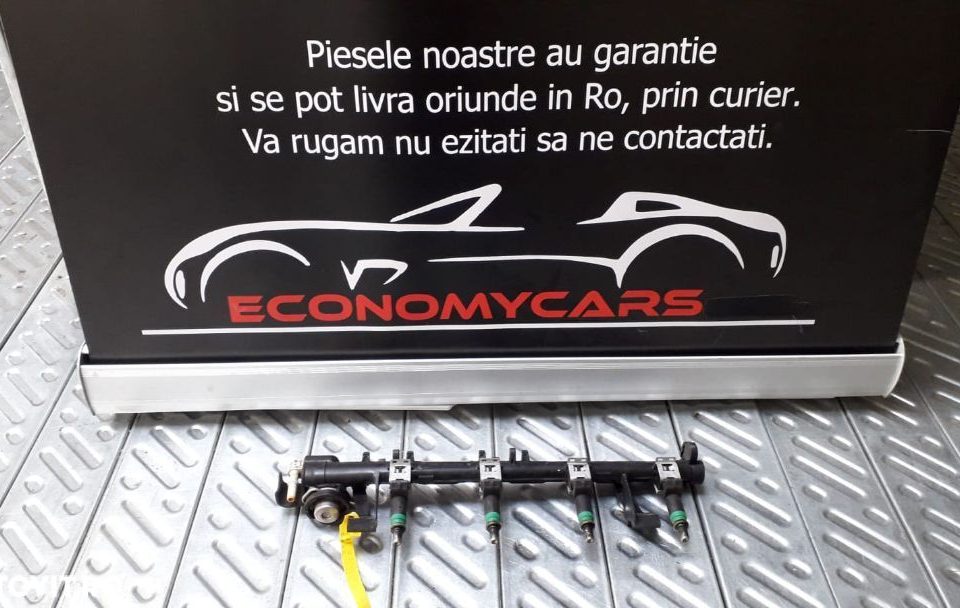 Piesele noastre au garantie
si se pot livra oriunde in Ro, prin curier.
Va rugam nu ezitati sa ne contactati.
ECONOMYCARS